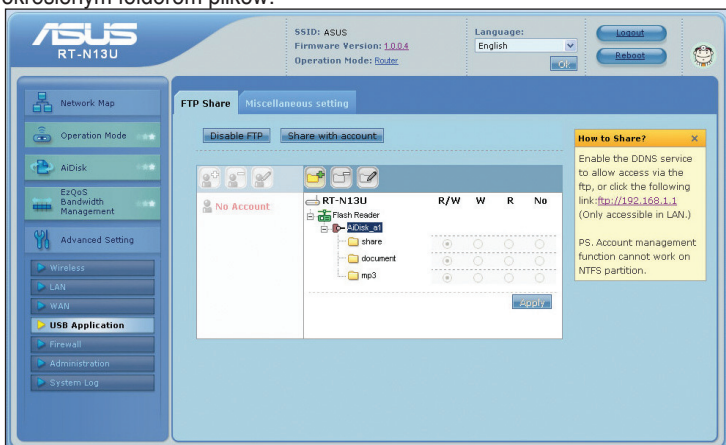 określonym folderom plików.
ASUS
RT-N13U
SSID: ASUS
Firmware Version: 1.0.0.4
Operation Mode: Router
Language:
English
Logout
Reboot
Network Map
Operation Mode
AiDisk
EzQoS
Bandwidth
Management
Advanced Setting
Wireless
LAN
WAN
USB Application
Firewall
Administration
System Log
FTP Share
Miscellaneous setting
Disable FTP
Share with account
No Account
RT-N13U R/W W R No
Flash Reader
AiDisk_a1
share
document
mp3
Apply
How to Share? ×
Enable the DDNS service
to allow access via the
ftp, or click the following
link:ftp://192.168.1.1
(Only accessible in LAN.)
PS. Account management
function cannot work on
NTFS partition.